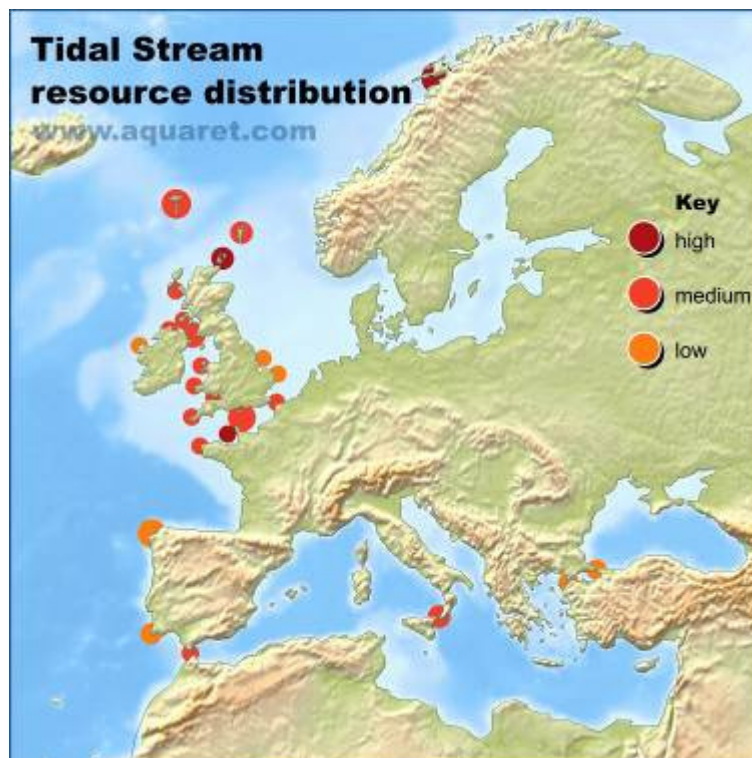 Tidal Stream
resource distribution
www.aquaret.com
Key
high
medium
low